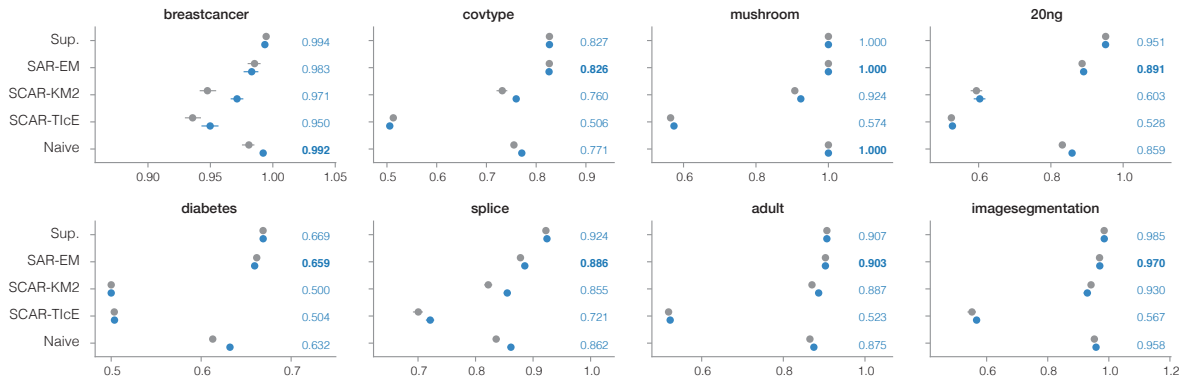 breastcancer covtype mushroom 20ng
Sup. 0.994 0.827 1.000 0.951
SAR-EM 0.983 0.826 1.000 0.891
SCAR-KM2 0.971 0.760 0.924 0.603
SCAR-TIcE 0.950 0.506 0.574 0.528
Naive 0.992 0.771 1.000 0.859
0.90 0.95 1.00 1.05 0.5 0.6 0.7 0.8 0.9 0.6 0.8 1.0 0.6 0.8 1.0
diabetes splice adult imagesegmentation
Sup. 0.669 0.924 0.907 0.985
SAR-EM 0.659 0.886 0.903 0.970
SCAR-KM2 0.500 0.855 0.887 0.930
SCAR-TIcE 0.504 0.721 0.523 0.567
Naive 0.632 0.862 0.875 0.958
0.5 0.6 0.7 0.7 0.8 0.9 1.0 0.6 0.8 1.0 0.6 0.8 1.0 1.2